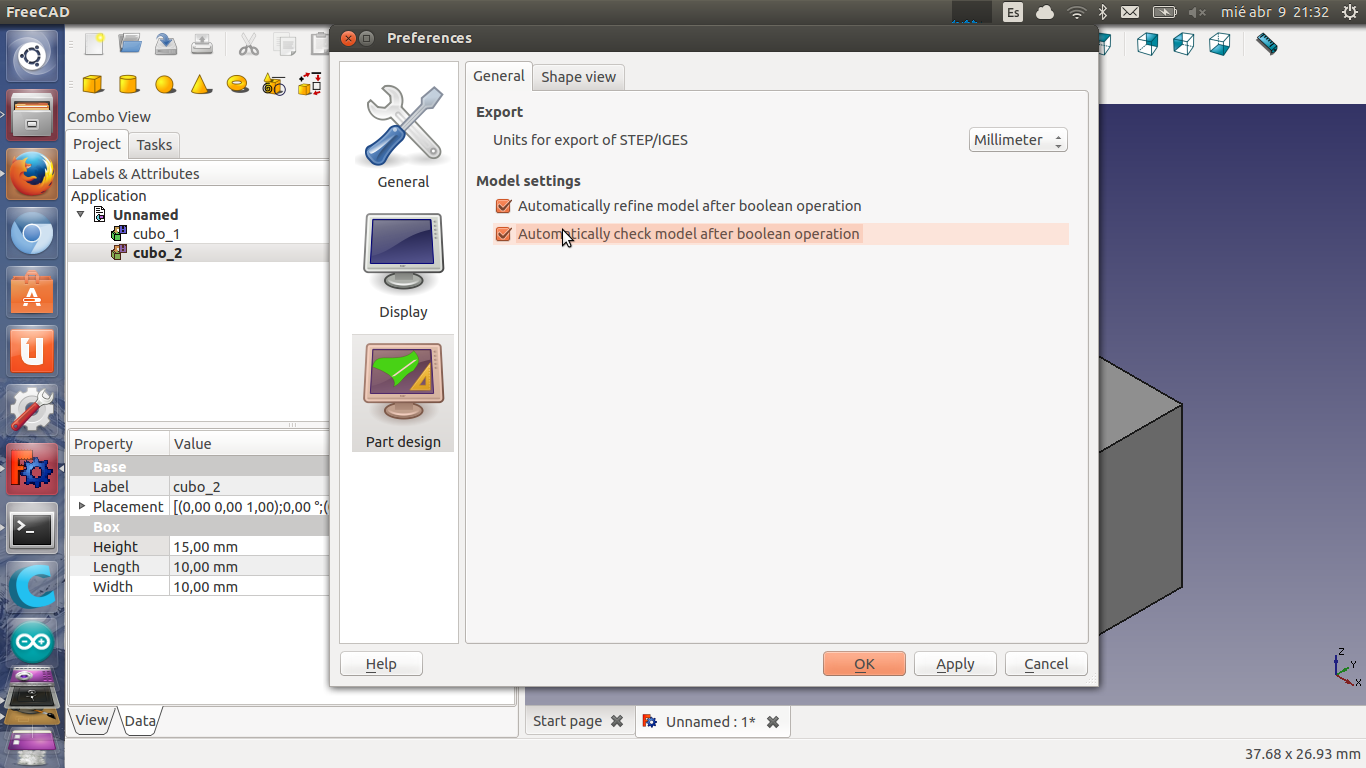 FreeCAD
Es
mié abr 9 21:32
Preferences
Combo View
Project
Tasks
Labels & Attributes
Application
Unnamed
cubo_1
cubo_2
General
Display
Part design
General
Shape view
Export
Units for export of STEP/IGES
Millimeter
Model settings
Automatically refine model after boolean operation
Automatically check model after boolean operation
Property Value
Base
Label cubo_2
Placement [(0,00 0,00 1,00);0,00 °;(
Box
Height 15,00 mm
Length 10,00 mm
Width 10,00 mm
Help
OK
Apply
Cancel
View
Data
Start page
Unnamed : 1*
Z
Y
X
37.68 x 26.93 mm